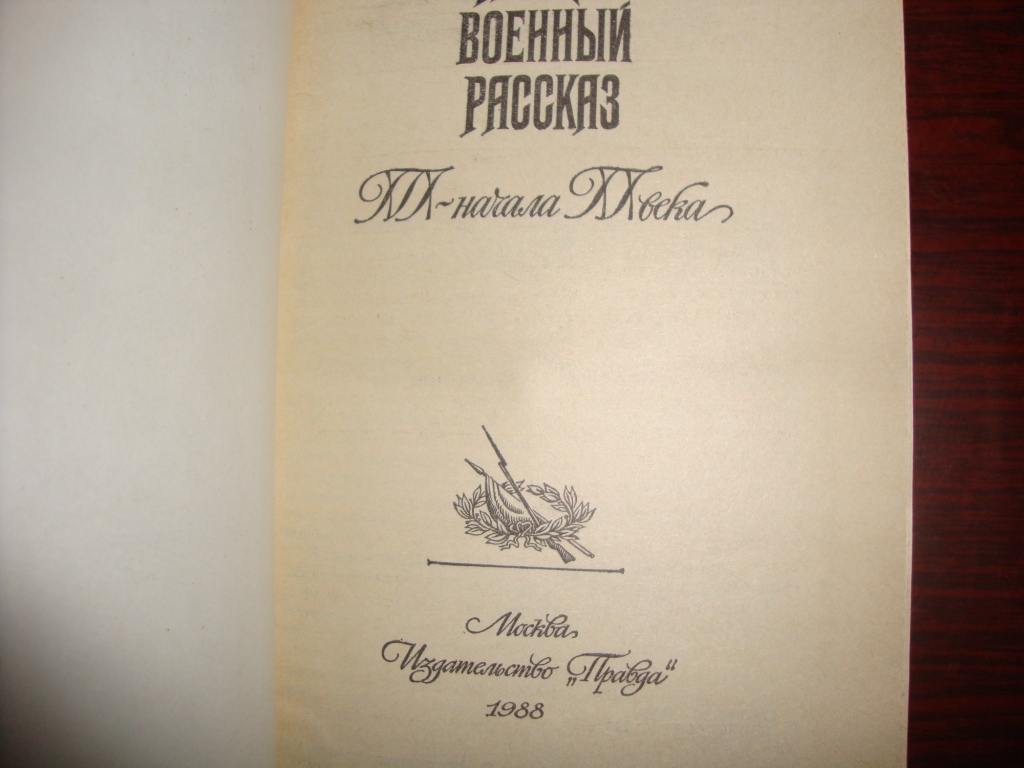 ВОЕННЫЙ
РАССКАЗ
XIX–начала XX века
Москва
Издательство „Правда“
1988